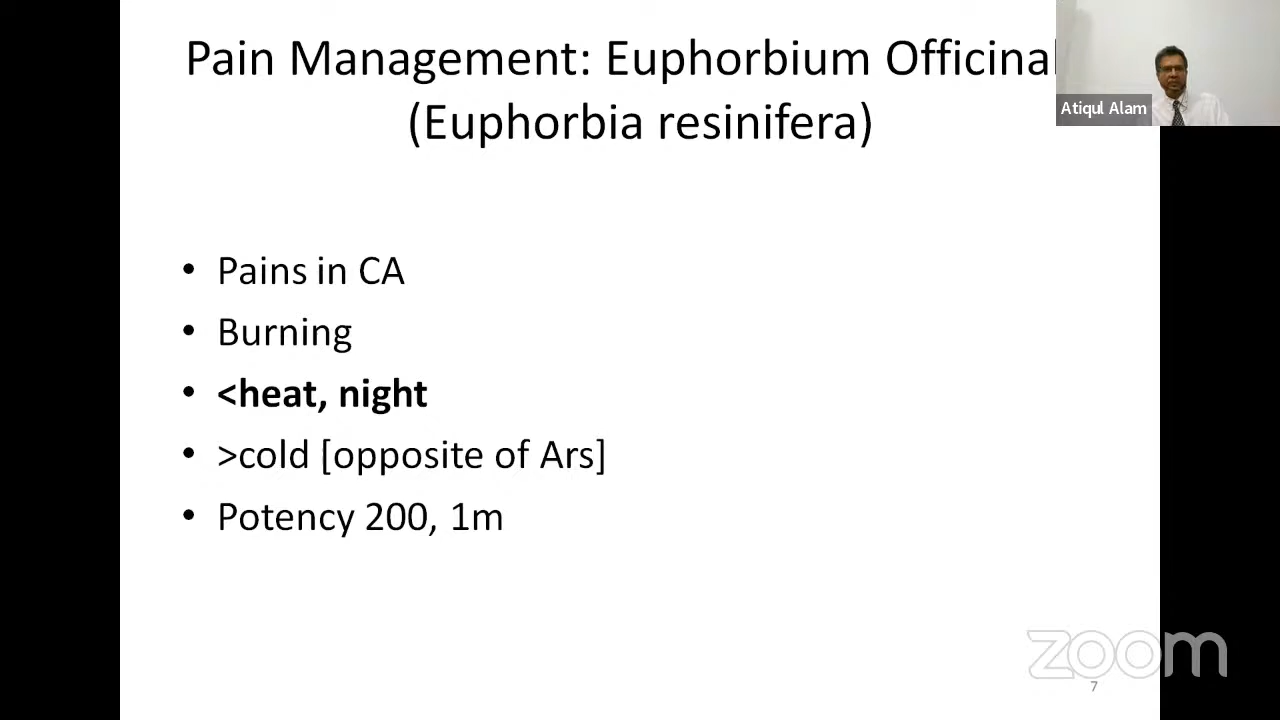 Pain Management: Euphorbium Officinal
(Euphorbia resinifera)
Atiqul Alam
• Pains in CA
• Burning
• <heat, night
• >cold [opposite of Ars]
• Potency 200, 1m
zoom
7